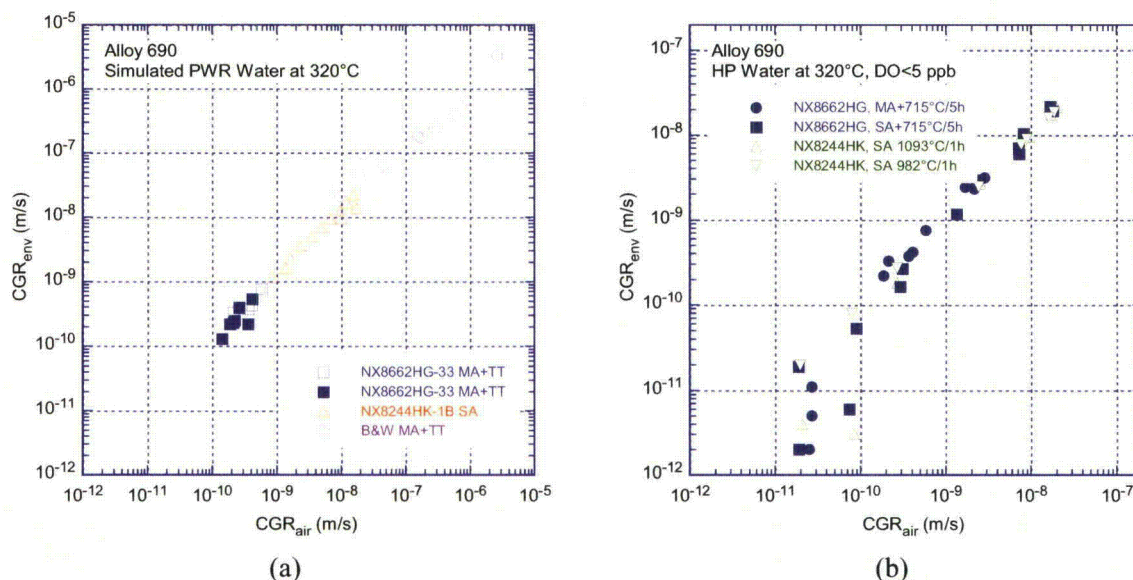 10⁻⁵
10⁻⁶
10⁻⁷
10⁻⁸
10⁻⁹
10⁻¹⁰
10⁻¹¹
10⁻¹²
CGRenv (m/s)
Alloy 690
Simulated PWR Water at 320°C
NX8662HG-33 MA+TT
NX8662HG-33 MA+TT
NX8244HK-1B SA
B&W MA+TT
10⁻¹² 10⁻¹¹ 10⁻¹⁰ 10⁻⁹ 10⁻⁸ 10⁻⁷ 10⁻⁶ 10⁻⁵
CGRair (m/s)
(a)
10⁻⁷
10⁻⁸
10⁻⁹
10⁻¹⁰
10⁻¹¹
10⁻¹²
CGRenv (m/s)
Alloy 690
HP Water at 320°C, DO<5 ppb
NX8662HG, MA+715°C/5h
NX8662HG, SA+715°C/5h
NX8244HK, SA 1093°C/1h
NX8244HK, SA 982°C/1h
10⁻¹² 10⁻¹¹ 10⁻¹⁰ 10⁻⁹ 10⁻⁸ 10⁻⁷
CGRair (m/s)
(b)